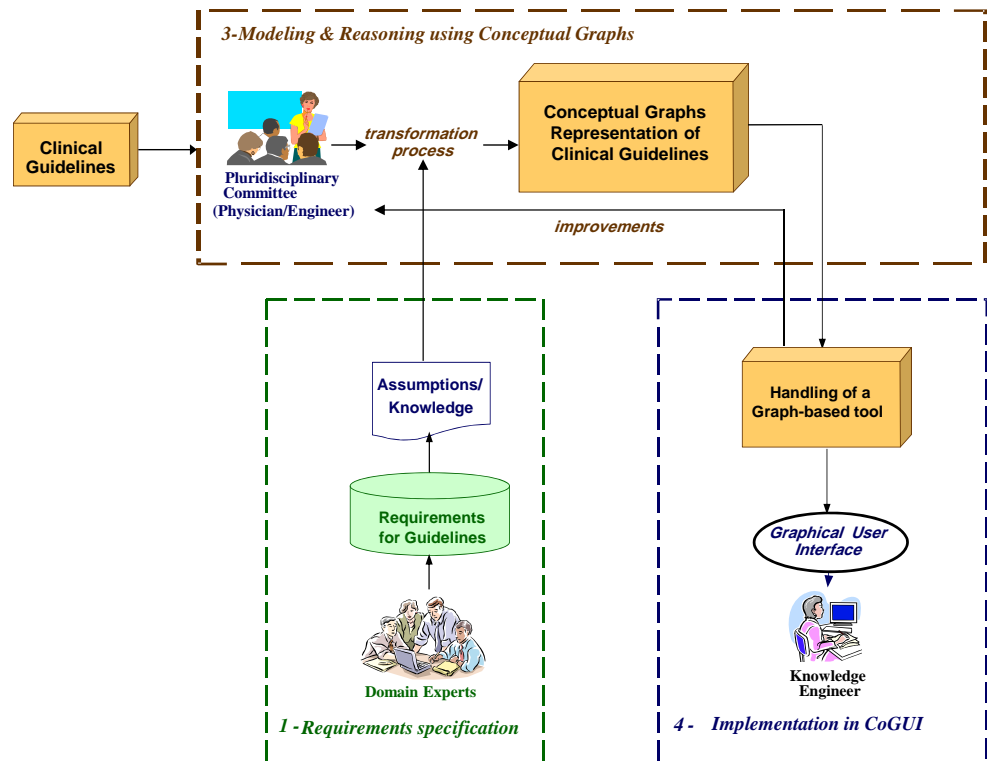 3-Modeling & Reasoning using Conceptual Graphs
Clinical
Guidelines
Pluridisciplinary
Committee
(Physician/Engineer)
transformation
process
Conceptual Graphs
Representation of
Clinical Guidelines
improvements
Assumptions/
Knowledge
Requirements
for Guidelines
Domain Experts
1 - Requirements specification
Handling of a
Graph-based tool
Graphical User
Interface
Knowledge
Engineer
4 - Implementation in CoGUI